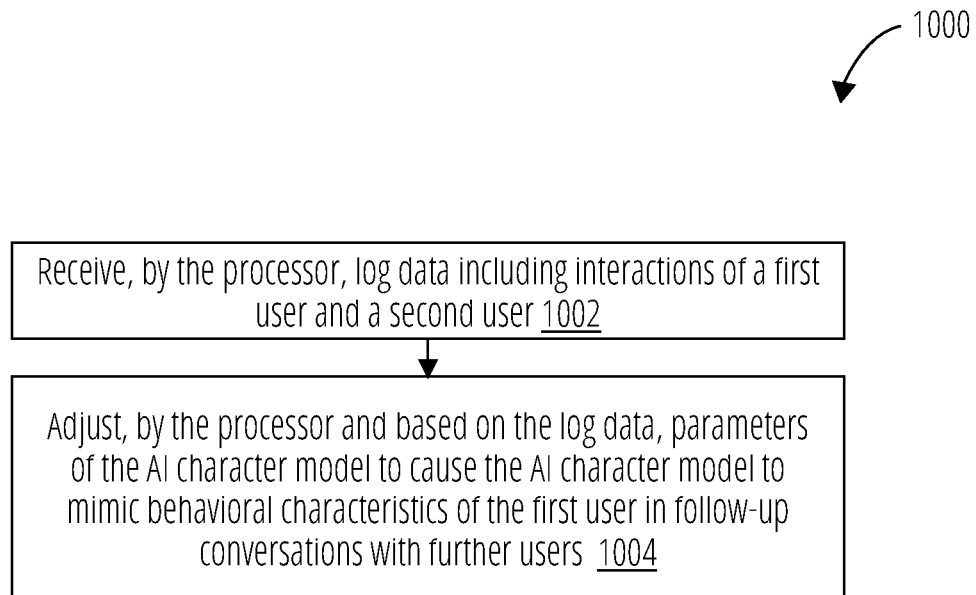 1000
Receive, by the processor, log data including interactions of a first
user and a second user 1002
Adjust, by the processor and based on the log data, parameters
of the AI character model to cause the AI character model to
mimic behavioral characteristics of the first user in follow-up
conversations with further users 1004